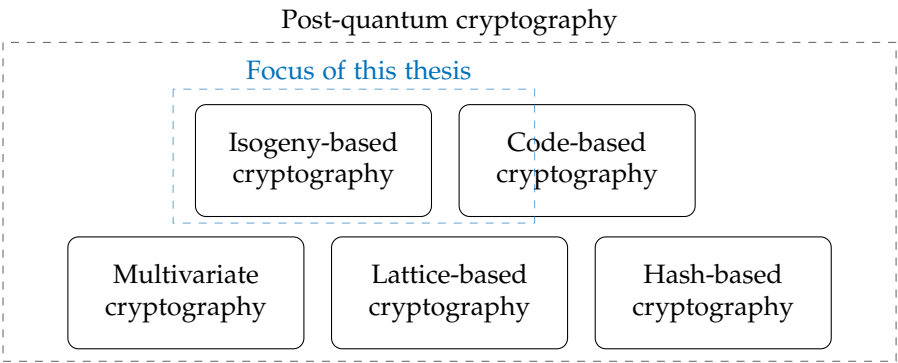 Post-quantum cryptography
Focus of this thesis
Isogeny-based
cryptography
Code-based
cryptography
Multivariate
cryptography
Lattice-based
cryptography
Hash-based
cryptography